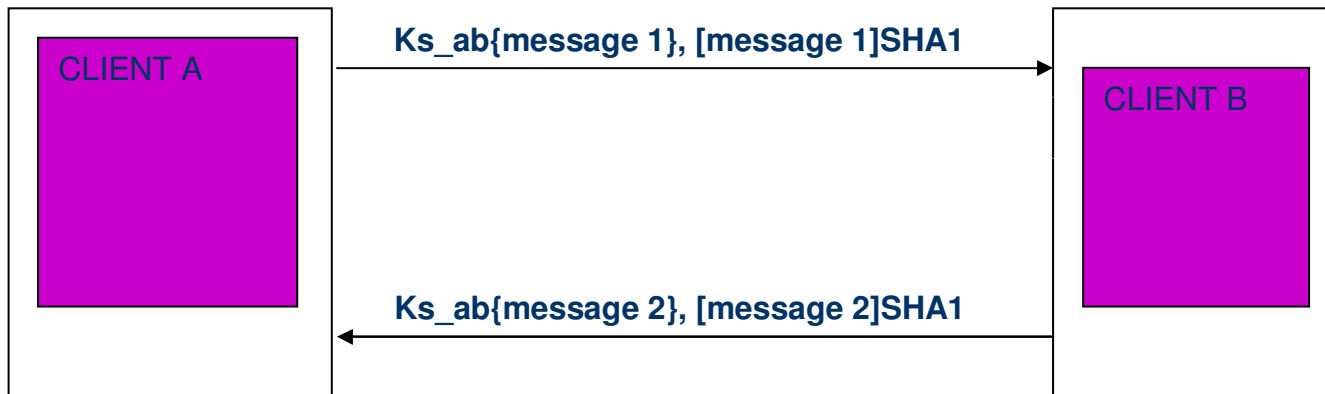 Ks_ab{message 1}, [message 1]SHA1
CLIENT A
CLIENT B
Ks_ab{message 2}, [message 2]SHA1